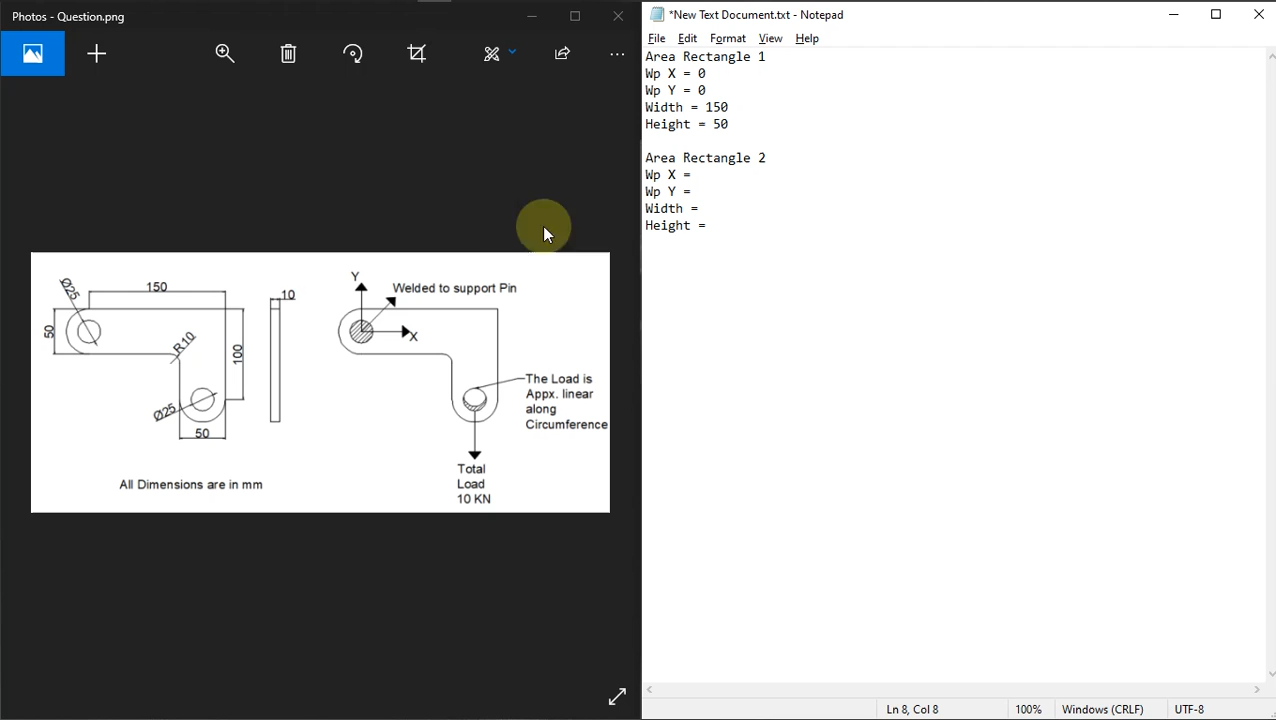 Photos - Question.png
150
Ø25
10
50
R10
100
Ø25
50
All Dimensions are in mm
Y
Welded to support Pin
X
The Load is
Appx. linear
along
Circumference
Total
Load
10 KN
*New Text Document.txt - Notepad
File Edit Format View Help
Area Rectangle 1
Wp X = 0
Wp Y = 0
Width = 150
Height = 50
Area Rectangle 2
Wp X =
Wp Y =
Width =
Height =
Ln 8, Col 8 100% Windows (CRLF) UTF-8